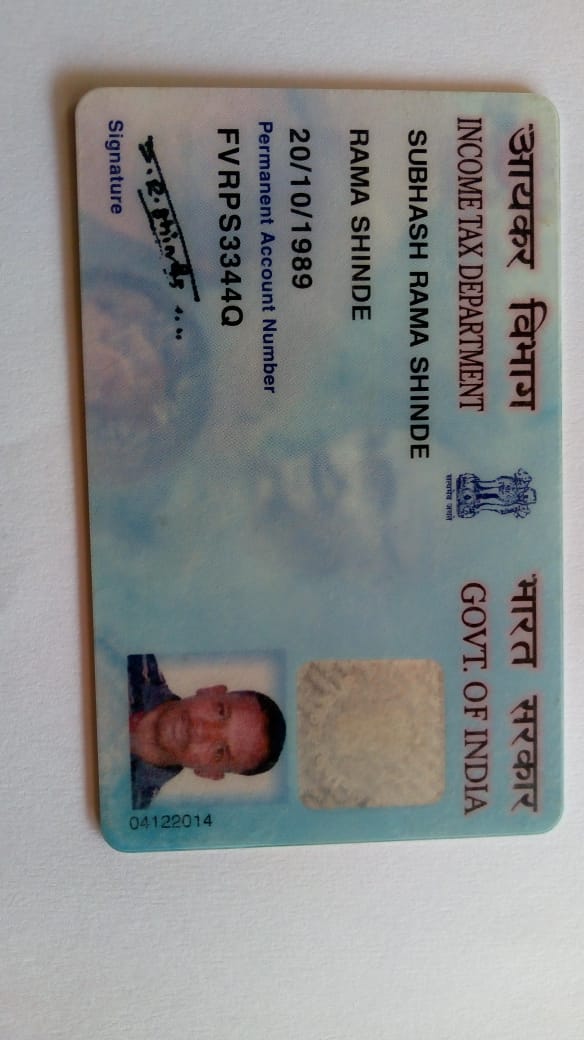 आयकर विभाग
INCOME TAX DEPARTMENT
भारत सरकार
GOVT. OF INDIA
सत्यमेव जयते
SUBHASH RAMA SHINDE
RAMA SHINDE
20/10/1989
Permanent Account Number
FVRPS3344Q
S. R. Shinde
Signature
04122014